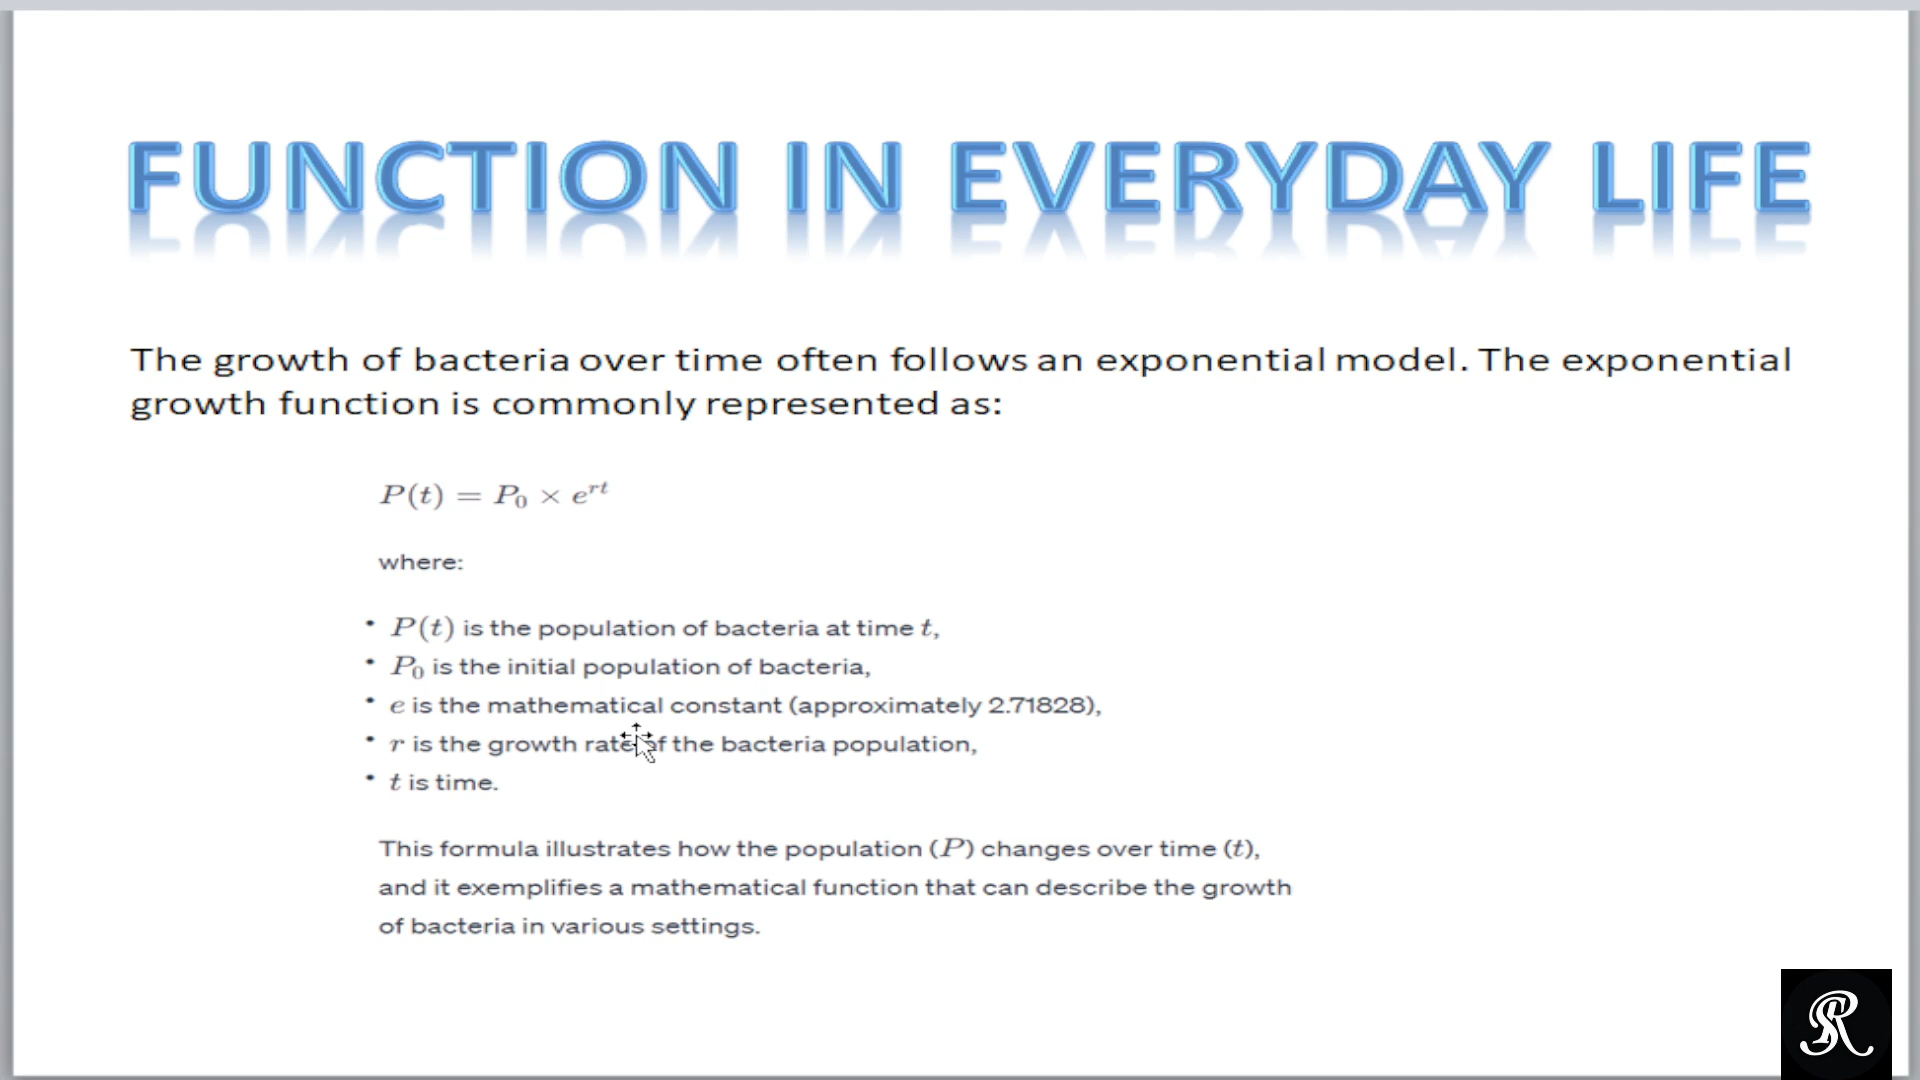 FUNCTION IN EVERYDAY LIFE
The growth of bacteria over time often follows an exponential model. The exponential
growth function is commonly represented as:
P(t) = P₀ × eʳᵗ
where:
• P(t) is the population of bacteria at time t,
• P₀ is the initial population of bacteria,
• e is the mathematical constant (approximately 2.71828),
• r is the growth rate of the bacteria population,
• t is time.
This formula illustrates how the population (P) changes over time (t),
and it exemplifies a mathematical function that can describe the growth
of bacteria in various settings.